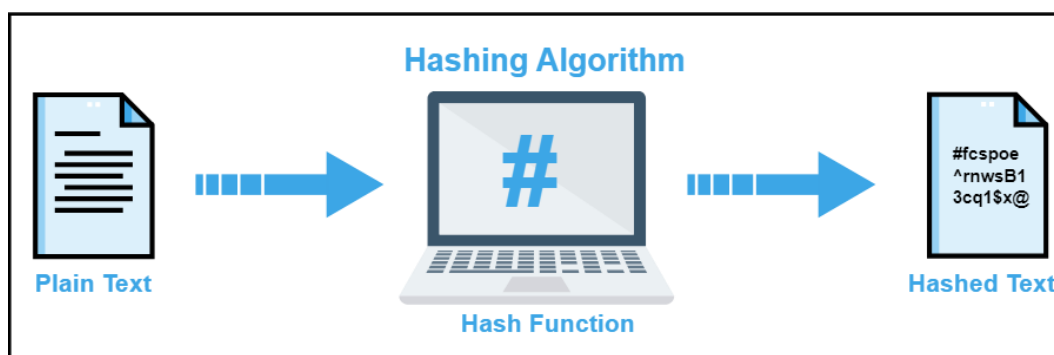 Hashing Algorithm
#
#fcspoe
^rnwsB1
3cq1$x@
Plain Text
Hash Function
Hashed Text